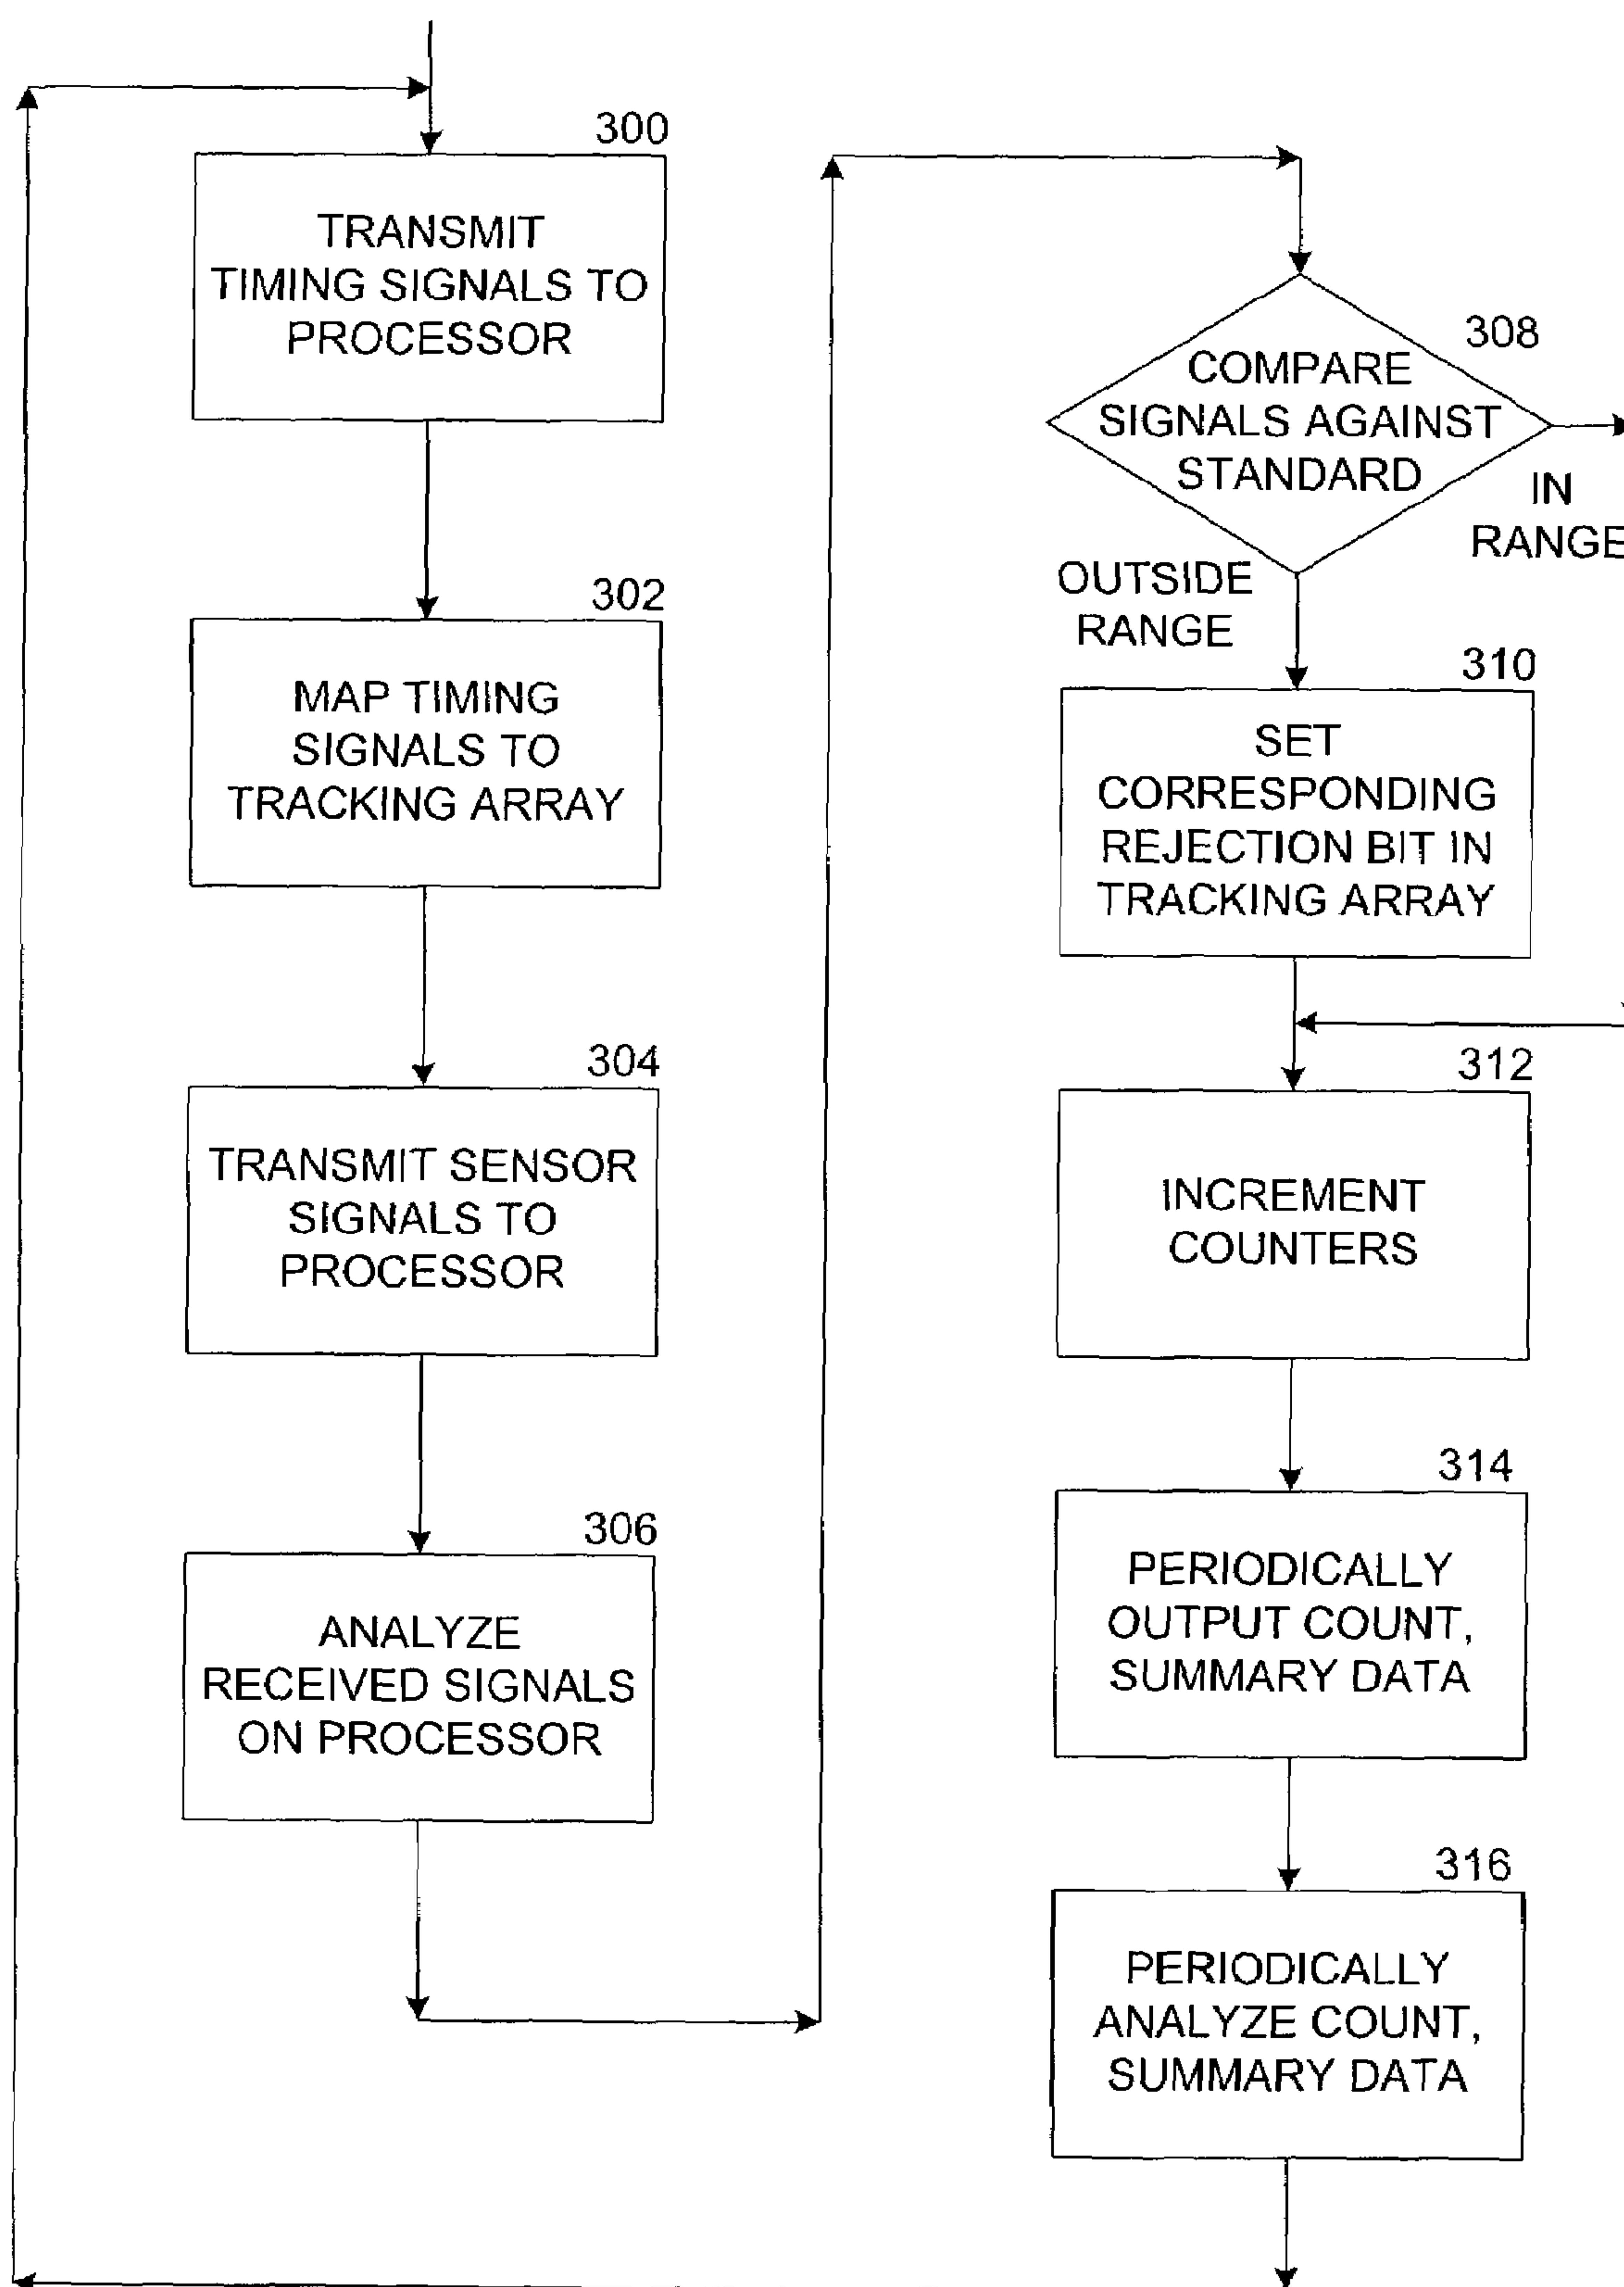 300
TRANSMIT
TIMING SIGNALS TO
PROCESSOR
302
MAP TIMING
SIGNALS TO
TRACKING ARRAY
304
TRANSMIT SENSOR
SIGNALS TO
PROCESSOR
306
ANALYZE
RECEIVED SIGNALS
ON PROCESSOR
308
COMPARE
SIGNALS AGAINST
STANDARD
IN
RANGE
OUTSIDE
RANGE
310
SET
CORRESPONDING
REJECTION BIT IN
TRACKING ARRAY
312
INCREMENT
COUNTERS
314
PERIODICALLY
OUTPUT COUNT,
SUMMARY DATA
316
PERIODICALLY
ANALYZE COUNT,
SUMMARY DATA